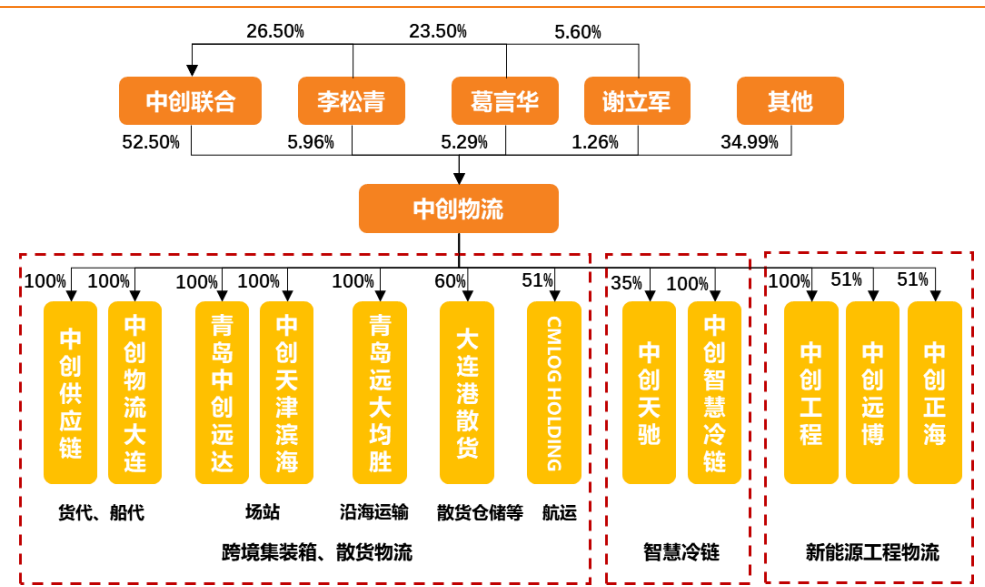 26.50%
23.50%
5.60%
中创联合
李松青
葛言华
谢立军
其他
52.50%
5.96%
5.29%
1.26%
34.99%
中创物流
100%
100%
100%
100%
100%
60%
51%
35%
100%
100%
51%
51%
中创供应链
中创物流大连
青岛中创远达
中创天津滨海
青岛远大均胜
大连港散货
CMLOG HOLDING
中创天驰
中创智慧冷链
中创工程
中创远博
中创正海
货代、船代
场站
沿海运输
散货仓储等
航运
跨境集装箱、散货物流
智慧冷链
新能源工程物流